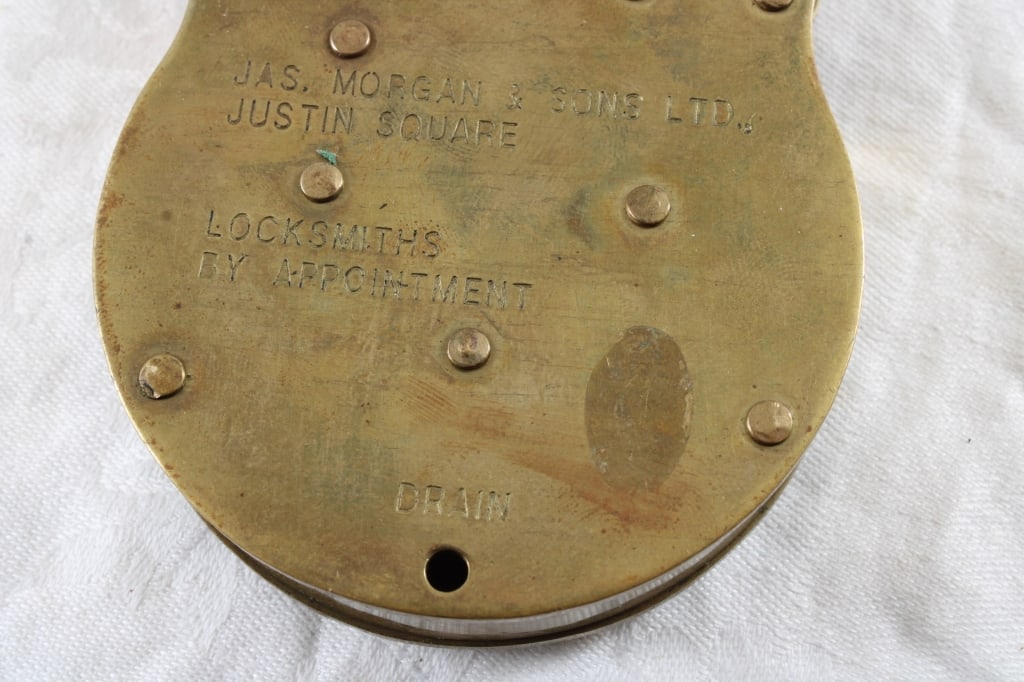 JAS. MORGAN & SONS LTD.,
JUSTIN SQUARE
LOCKSMITHS
BY APPOINTMENT
DRAIN